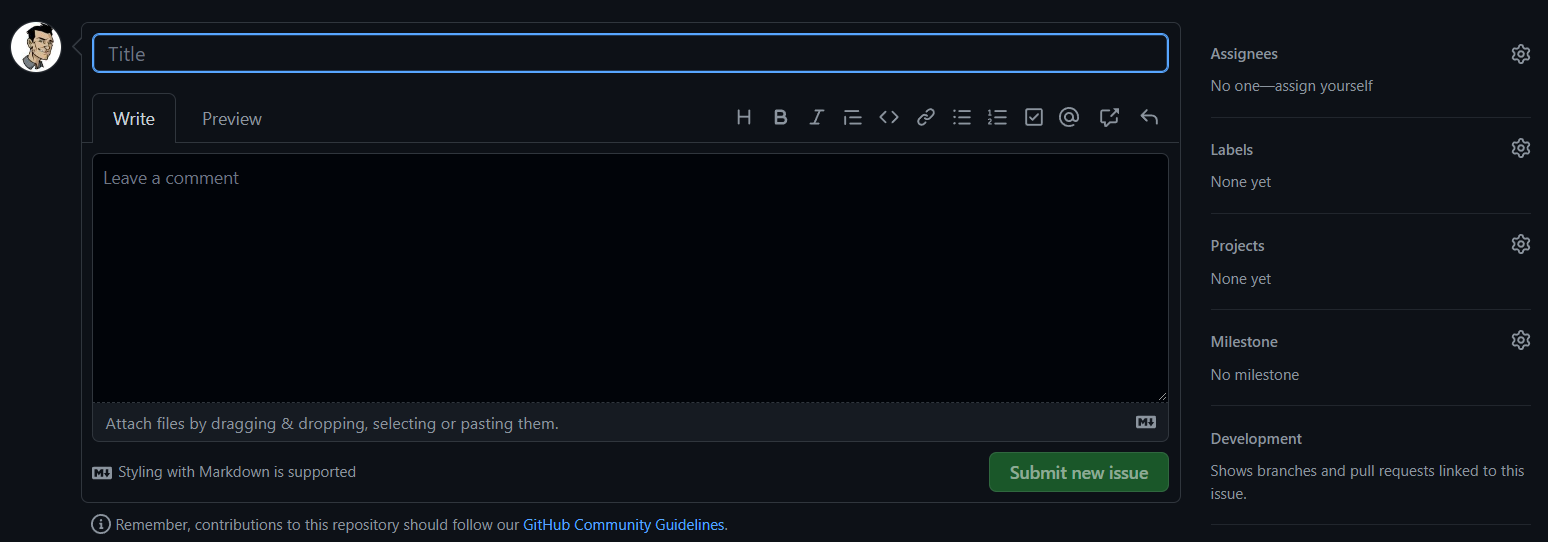 Title
Write Preview
Leave a comment
Attach files by dragging & dropping, selecting or pasting them.
Styling with Markdown is supported
Submit new issue
Remember, contributions to this repository should follow our GitHub Community Guidelines.
Assignees
No one—assign yourself
Labels
None yet
Projects
None yet
Milestone
No milestone
Development
Shows branches and pull requests linked to this
issue.